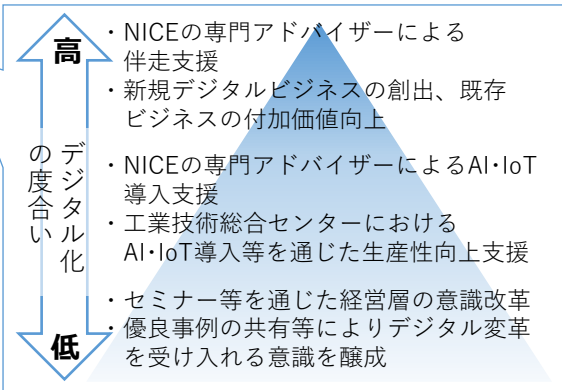 高
デジタル化
の度合い
低
・NICEの専門アドバイザーによる
伴走支援
・新規デジタルビジネスの創出、既存
ビジネスの付加価値向上
・NICEの専門アドバイザーによるAI・IoT
導入支援
・工業技術総合センターにおける
AI・IoT導入等を通じた生産性向上支援
・セミナー等を通じた経営層の意識改革
・優良事例の共有等によりデジタル変革
を受け入れる意識を醸成